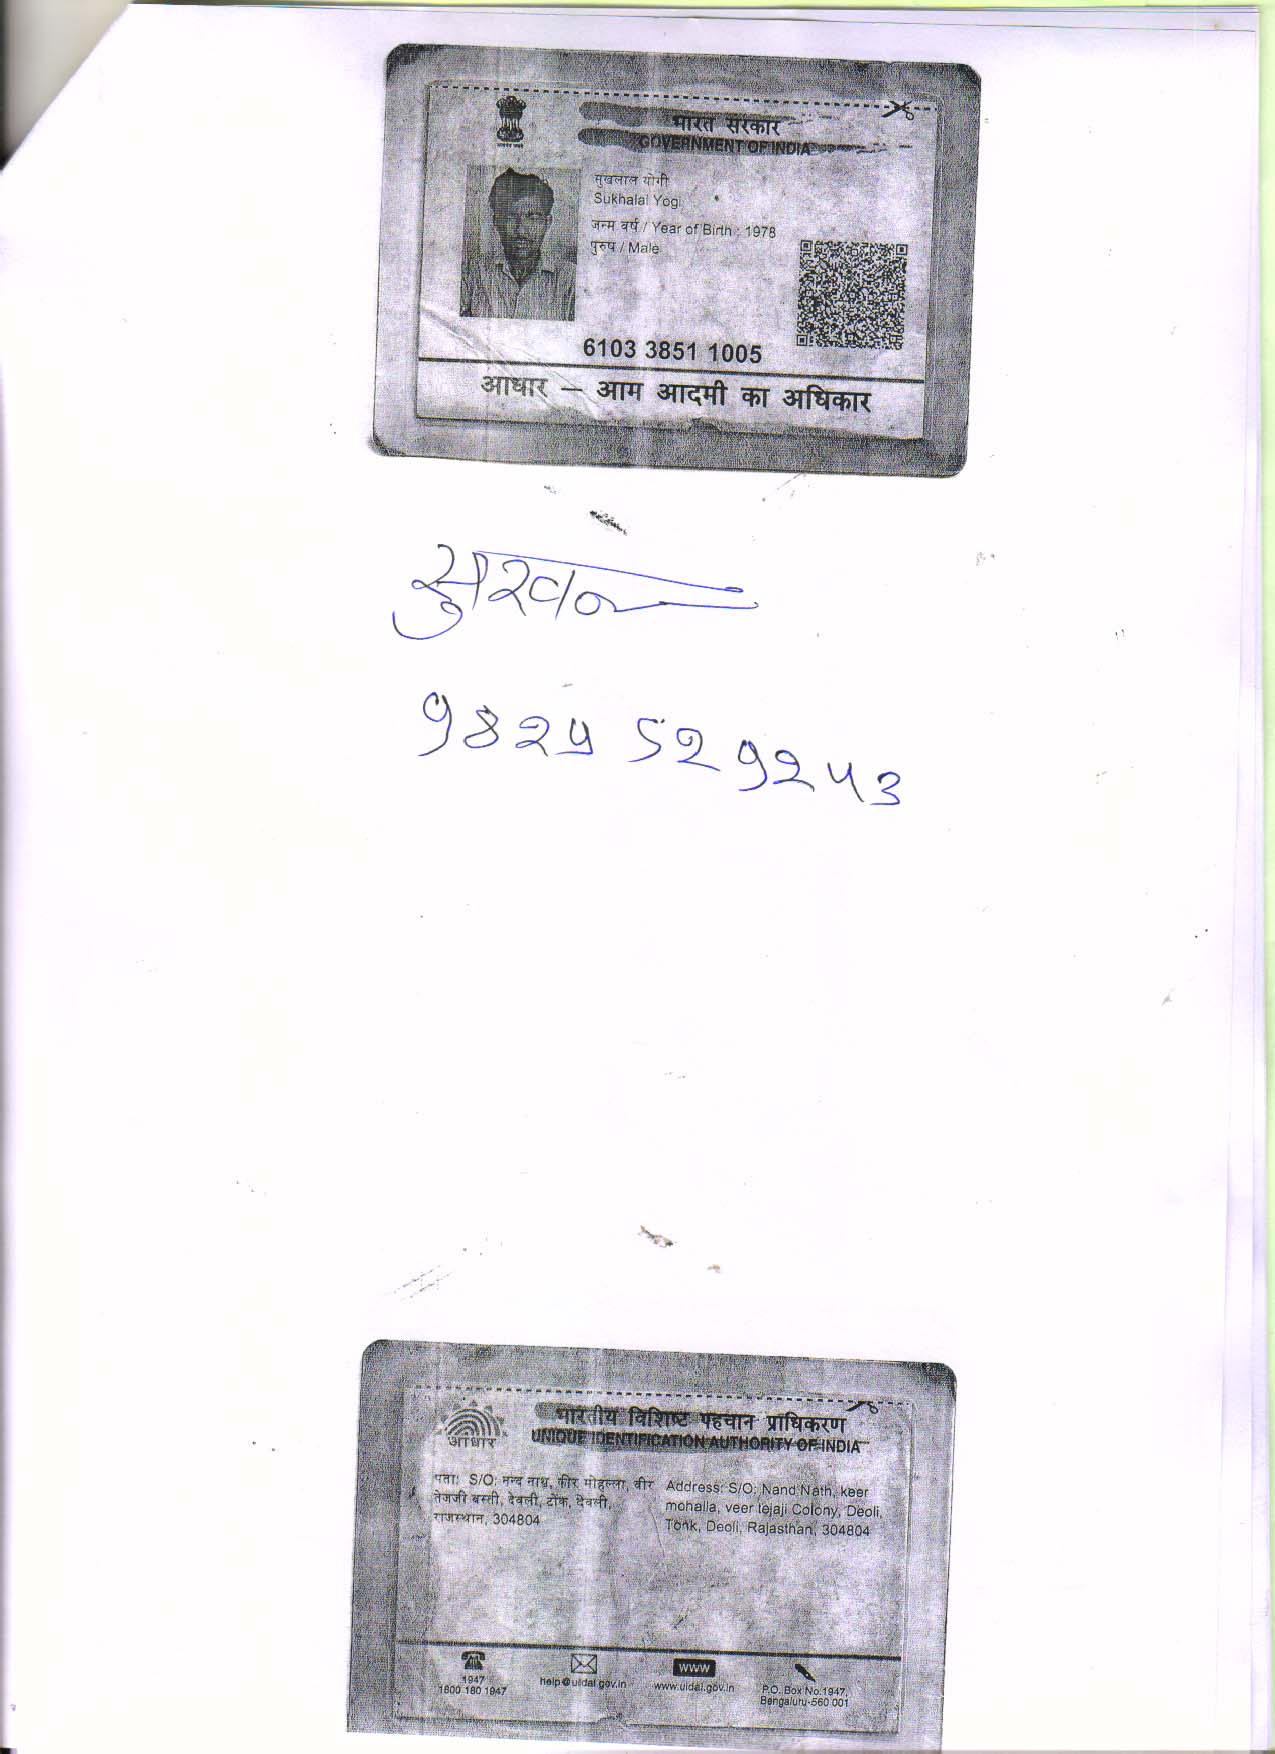 भारत सरकार
GOVERNMENT OF INDIA
सुखलाल योगी
Sukhalal Yogi
जन्म वर्ष / Year of Birth : 1978
पुरुष / Male
6103 3851 1005
आधार — आम आदमी का अधिकार
भारतीय विशिष्ट पहचान प्राधिकरण
UNIQUE IDENTIFICATION AUTHORITY OF INDIA
आधार
पता: S/O: नन्द नाथ, कीर मोहल्ला, वीर
तेजजी बस्ती, देवली, टोंक, देवली,
राजस्थान, 304804
Address: S/O: Nand Nath, keer
mohalla, veer tejaji Colony, Deoli,
Tonk, Deoli, Rajasthan, 304804
1947
1800 180 1947
help@uidai.gov.in
WWW
www.uidai.gov.in
P.O. Box No.1947,
Bengaluru-560 001